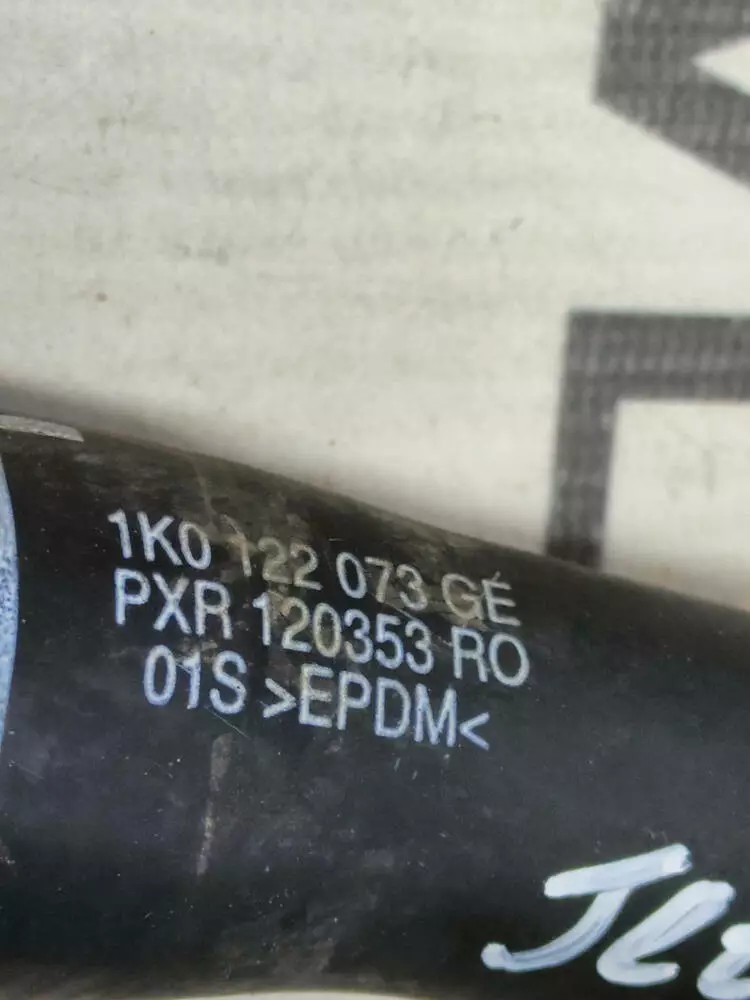 1K0 122 073 GE
PXR 120353 RO
01S >EPDM<